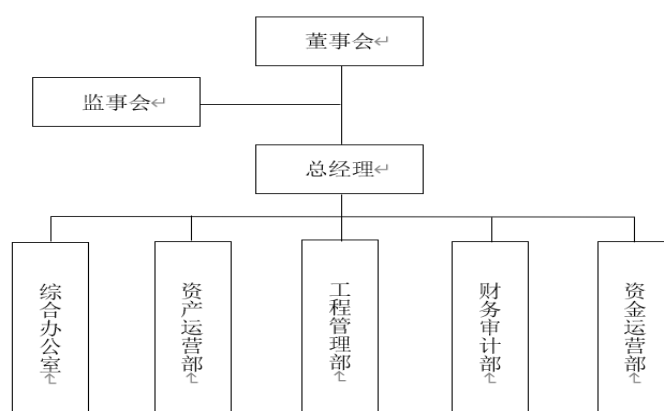 董事会
监事会
总经理
综合办公室
资产运营部
工程管理部
财务审计部
资金运营部